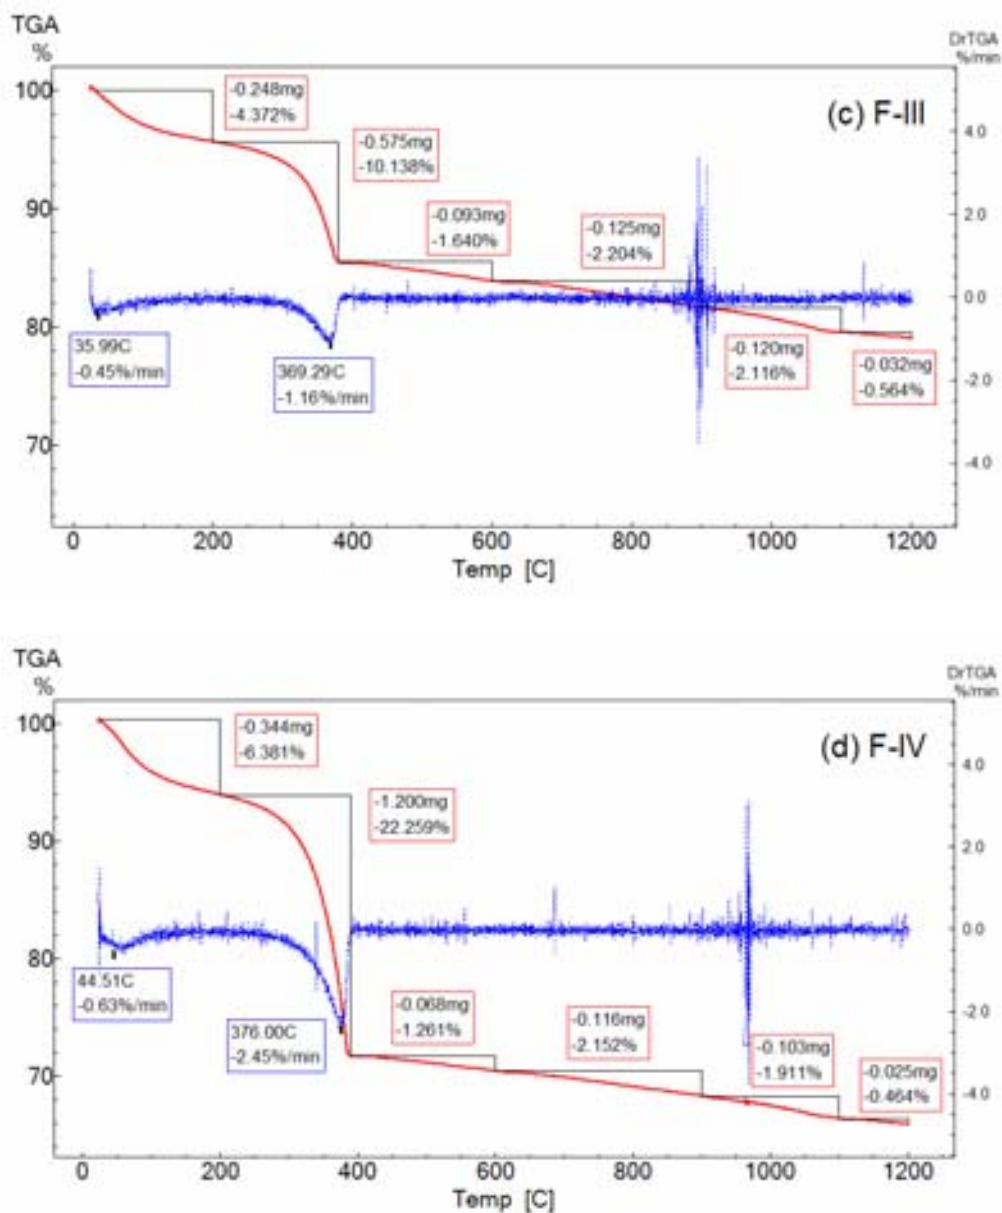 TGA
%
DrTGA
%/min
(c) F-III
100
90
80
70
4.0
2.0
0.0
-2.0
-4.0
-0.248mg
-4.372%
-0.575mg
-10.138%
-0.093mg
-1.640%
-0.125mg
-2.204%
-0.120mg
-2.116%
-0.032mg
-0.564%
35.99C
-0.45%/min
369.29C
-1.16%/min
0 200 400 600 800 1000 1200
Temp [C]
TGA
%
DrTGA
%/min
(d) F-IV
100
90
80
70
4.0
2.0
0.0
-2.0
-4.0
-0.344mg
-6.381%
-1.200mg
-22.259%
-0.068mg
-1.261%
-0.116mg
-2.152%
-0.103mg
-1.911%
-0.025mg
-0.464%
44.51C
-0.63%/min
376.00C
-2.45%/min
0 200 400 600 800 1000 1200
Temp [C]